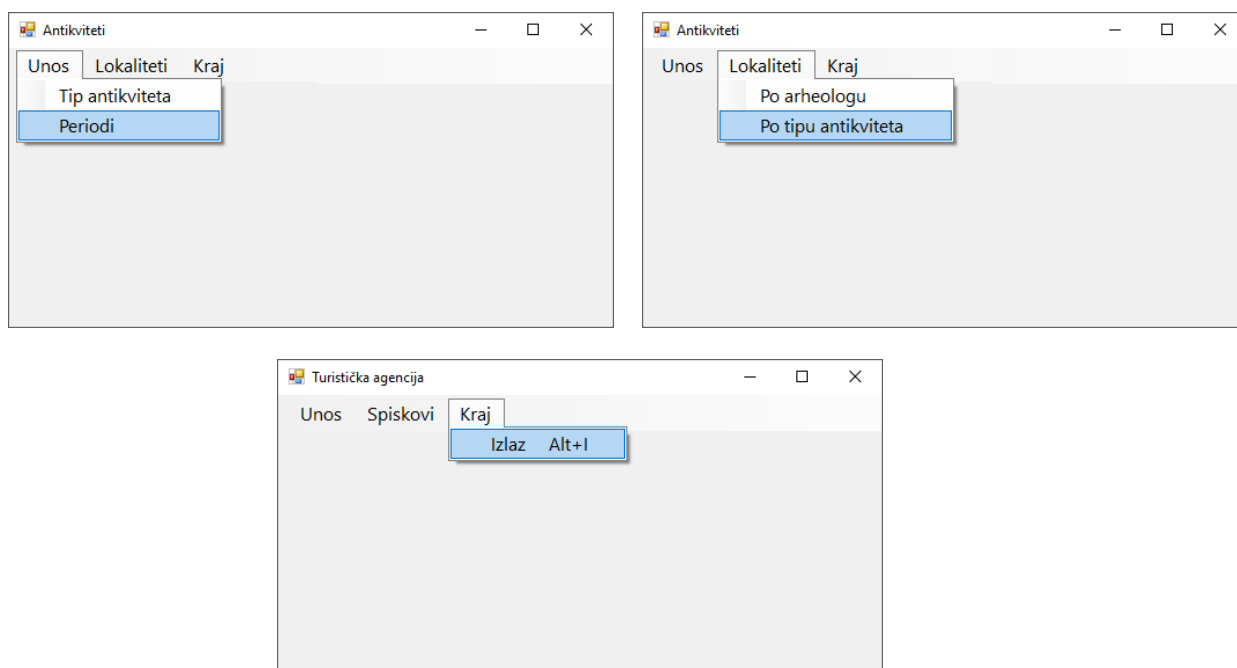 Antikviteti
Unos Lokaliteti Kraj
Tip antikviteta
Periodi
Antikviteti
Unos Lokaliteti Kraj
Po arheologu
Po tipu antikviteta
Turistička agencija
Unos Spiskovi Kraj
Izlaz Alt+I